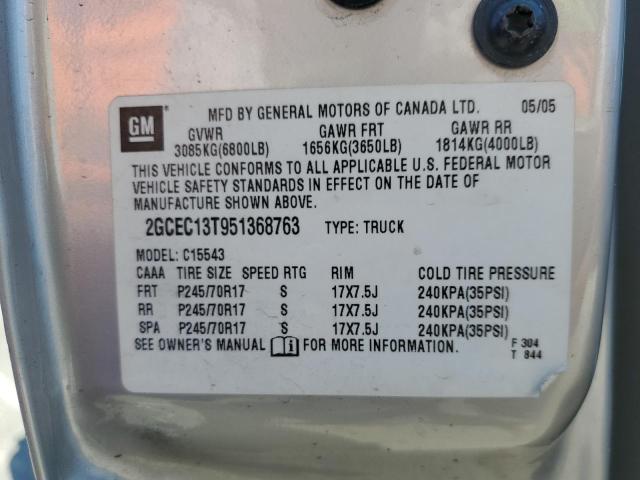 GM
MFD BY GENERAL MOTORS OF CANADA LTD. 05/05
GVWR GAWR FRT GAWR RR
3085KG(6800LB) 1656KG(3650LB) 1814KG(4000LB)
THIS VEHICLE CONFORMS TO ALL APPLICABLE U.S. FEDERAL MOTOR
VEHICLE SAFETY STANDARDS IN EFFECT ON THE DATE OF
MANUFACTURE SHOWN ABOVE.
2GCEC13T951368763 TYPE: TRUCK
MODEL: C15543
CAAA TIRE SIZE SPEED RTG RIM COLD TIRE PRESSURE
FRT P245/70R17 S 17X7.5J 240KPA(35PSI)
RR P245/70R17 S 17X7.5J 240KPA(35PSI)
SPA P245/70R17 S 17X7.5J 240KPA(35PSI)
SEE OWNER'S MANUAL FOR MORE INFORMATION. F 304
T 844